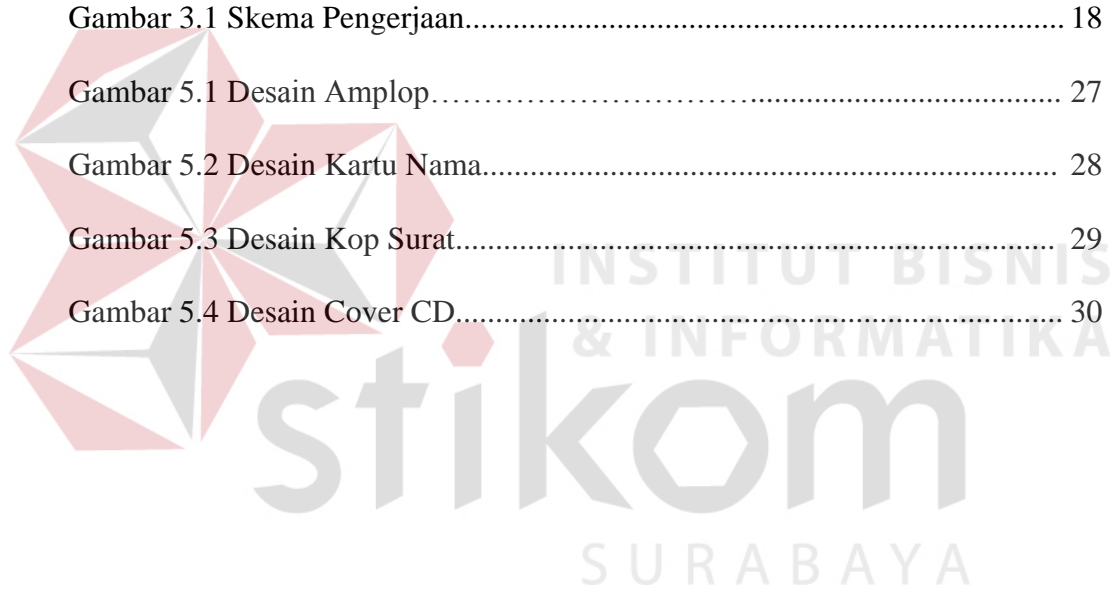 Gambar 3.1 Skema Pengerjaan.......................................................................... 18
Gambar 5.1 Desain Amplop…………………………....................................... 27
Gambar 5.2 Desain Kartu Nama........................................................................ 28
Gambar 5.3 Desain Kop Surat........................................................................... 29
INSTITUT BISNIS
Gambar 5.4 Desain Cover CD............................................................................ 30
& INFORMATIKA
stikom
SURABAYA